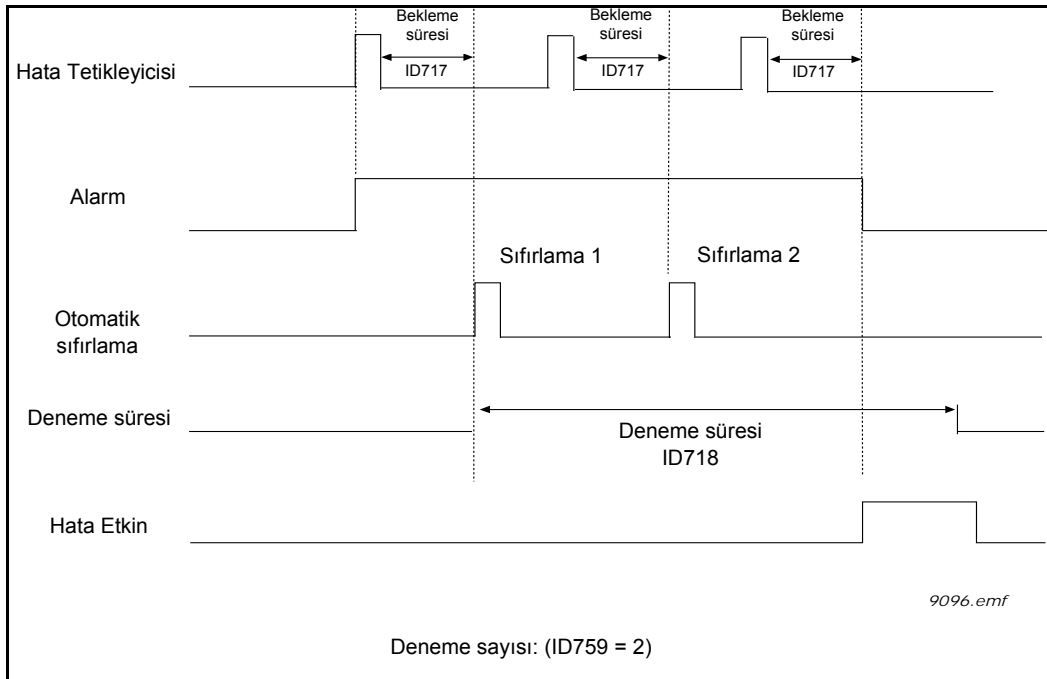 Bekleme
süresi
ID717
Bekleme
süresi
ID717
Bekleme
süresi
ID717
Hata Tetikleyicisi
Alarm
Sıfırlama 1
Sıfırlama 2
Otomatik
sıfırlama
Deneme süresi
Deneme süresi
ID718
Hata Etkin
9096.emf
Deneme sayısı: (ID759 = 2)